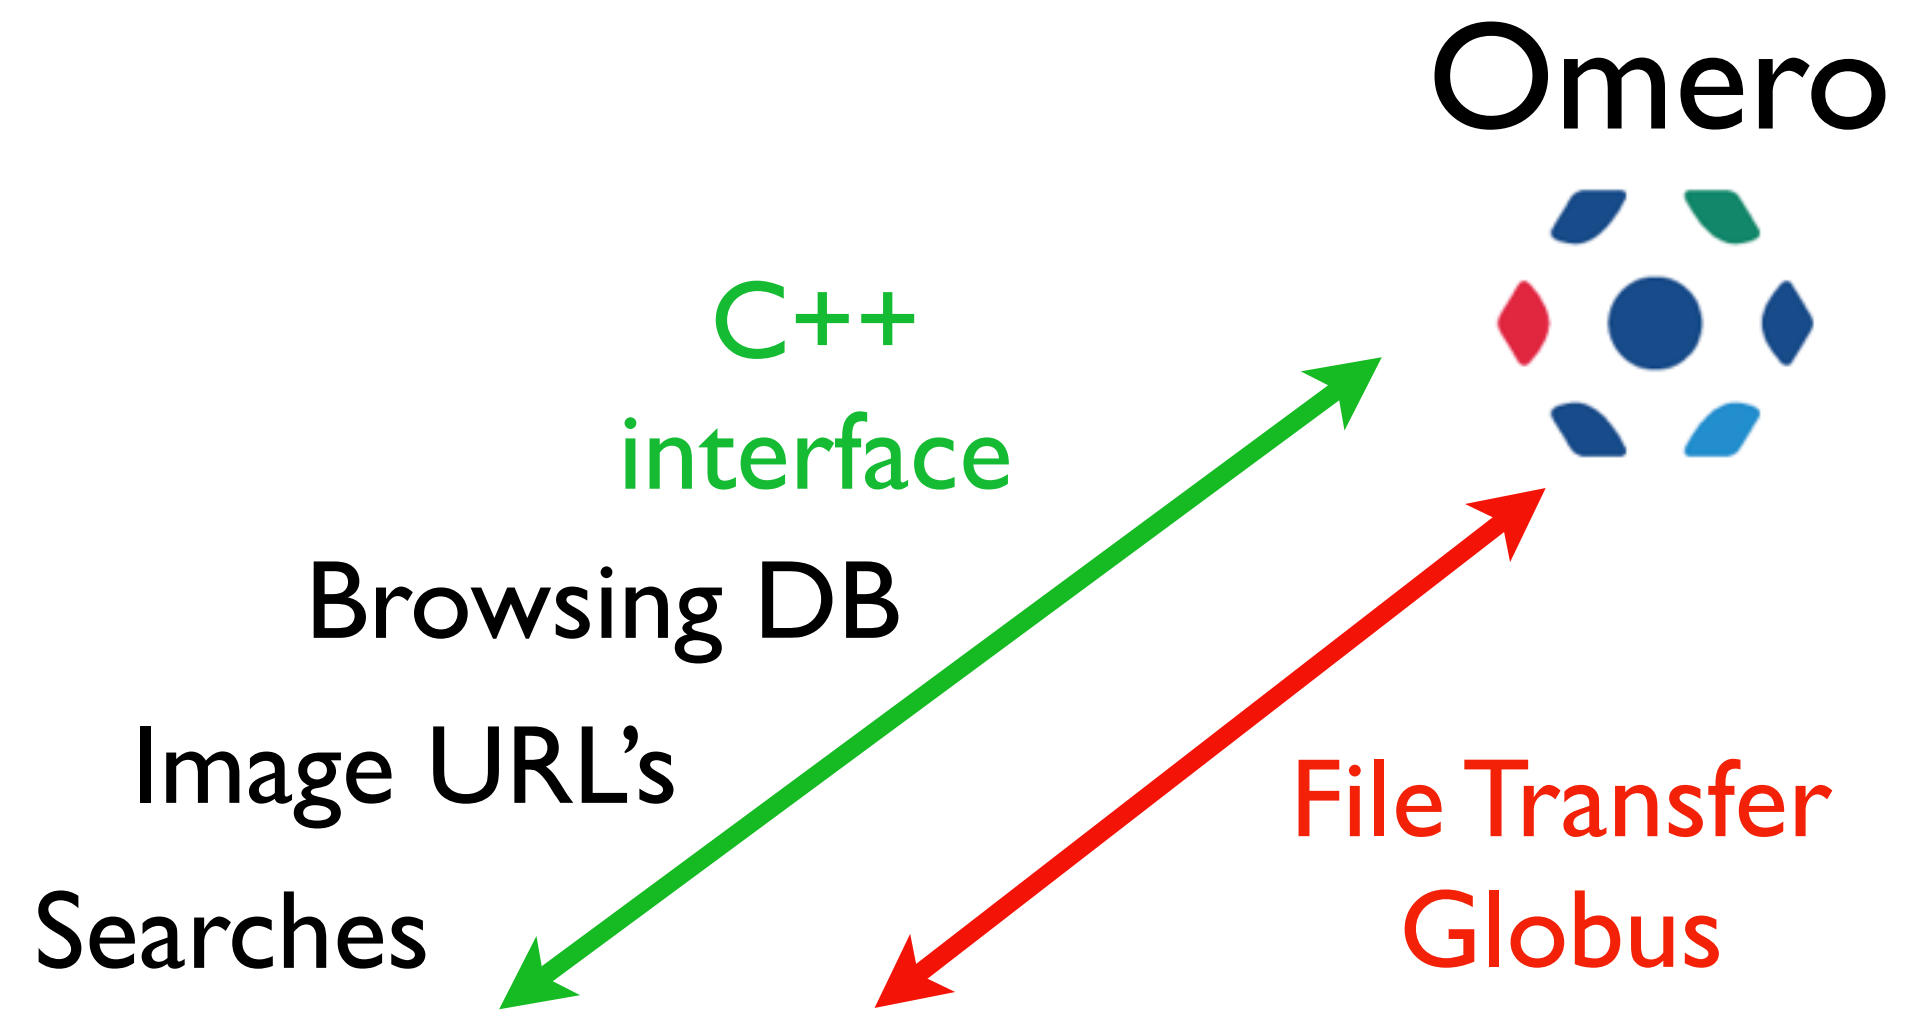 Omero
C++
interface
Browsing DB
Image URL’s
Searches
File Transfer
Globus